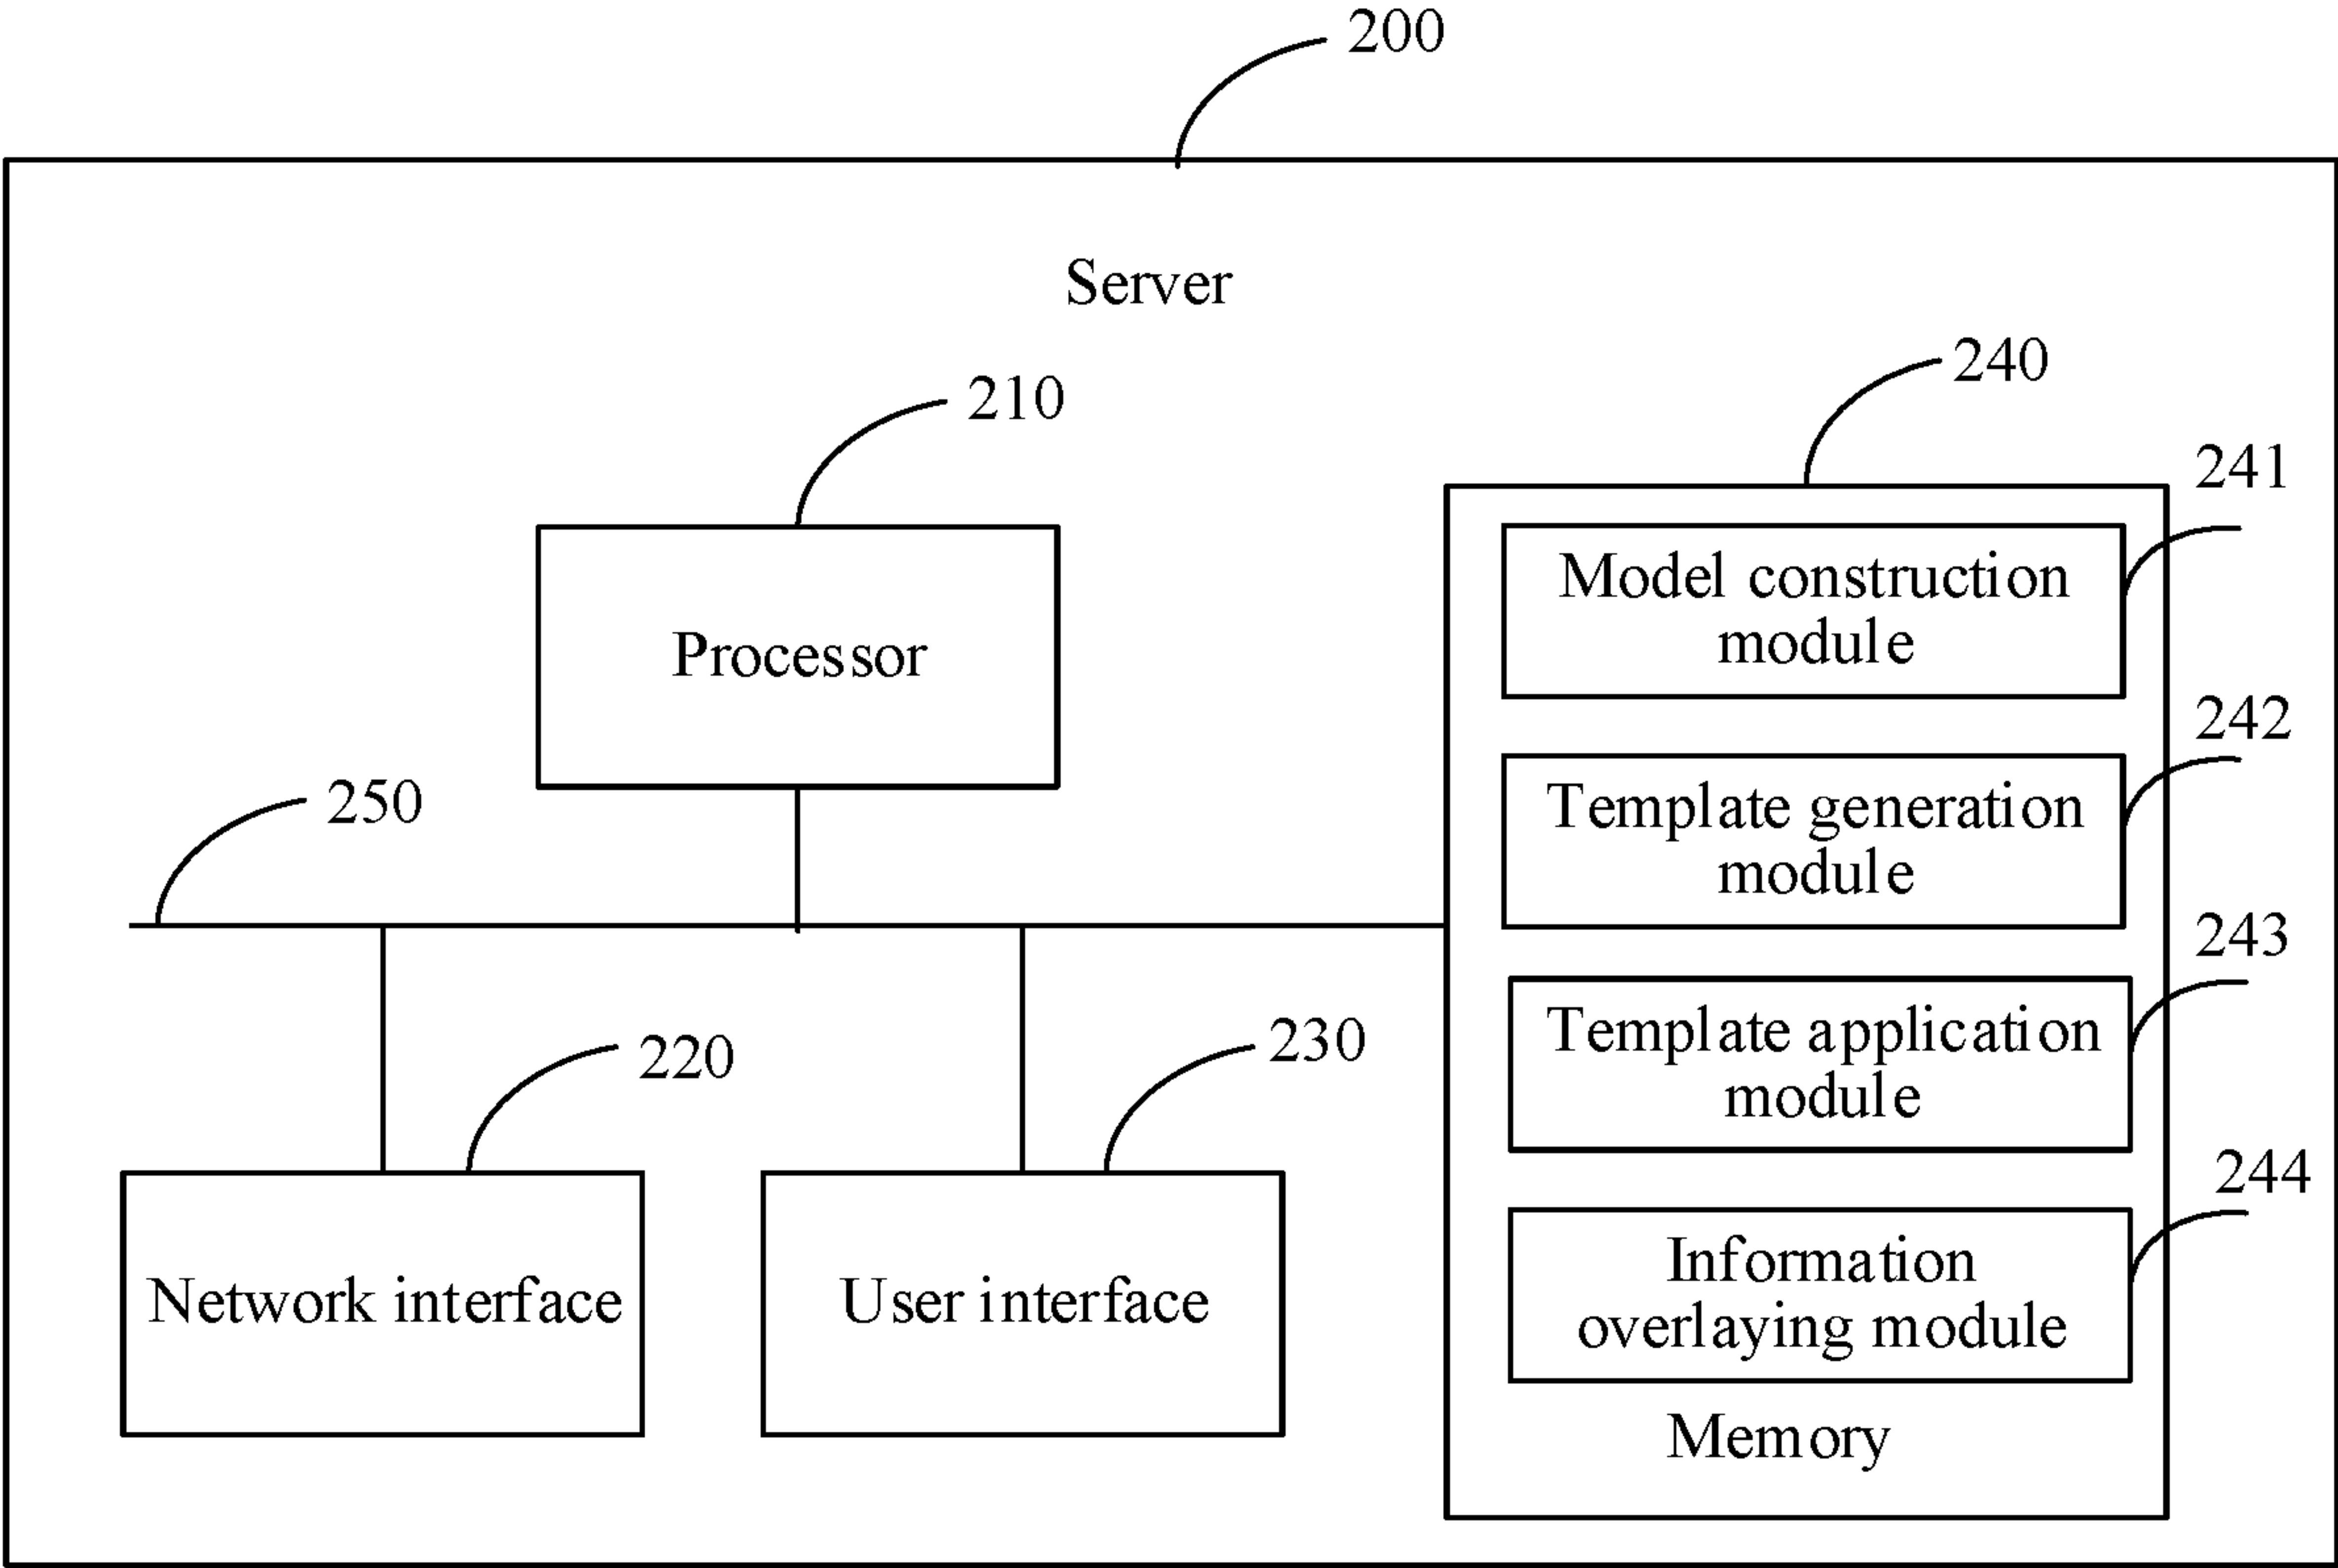 200
Server
240
210
241
Model construction
module
Processor
242
250
Template generation
module
243
220
230
Template application
module
244
Network interface
User interface
Information
overlaying module
Memory